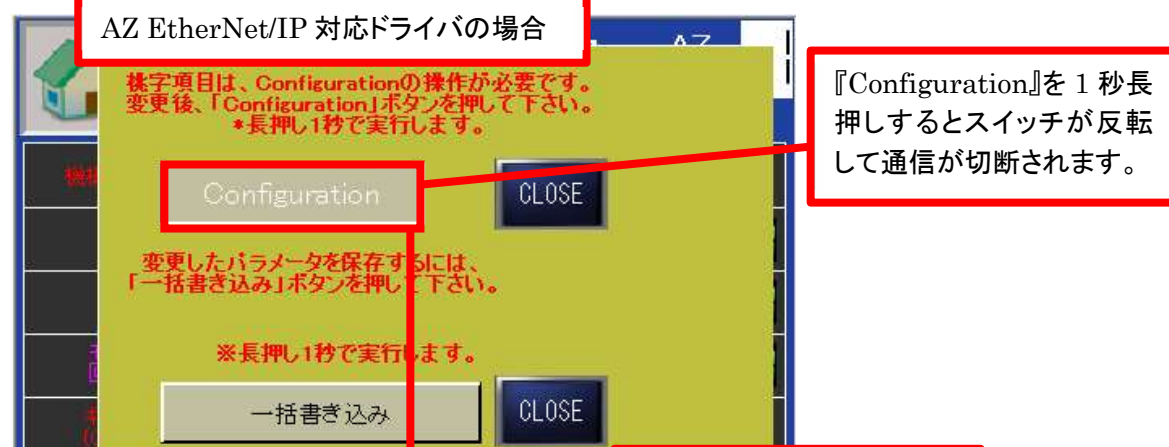 AZ EtherNet/IP 対応ドライバの場合
AZ
桃字項目は、Configurationの操作が必要です。
変更後、「Configuration」ボタンを押して下さい。
*長押し1秒で実行します。
『Configuration』を 1 秒長
押しするとスイッチが反転
して通信が切断されます。
Configuration
CLOSE
変更したパラメータを保存するには、
「一括書き込み」ボタンを押して下さい。
※長押し1秒で実行します。
一括書き込み
CLOSE